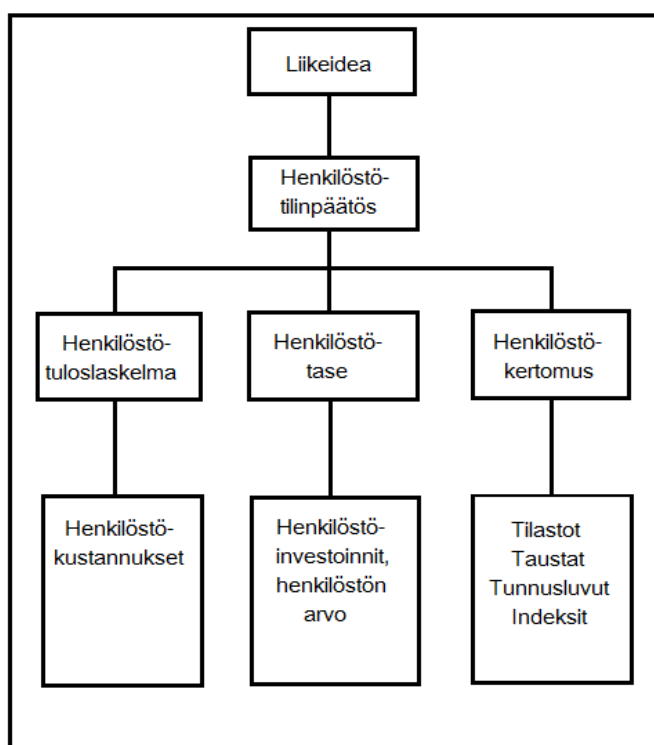 Liikeidea
Henkilöstö-
tilinpäätös
Henkilöstö-
tuloslaskelma
Henkilöstö-
tase
Henkilöstö-
kertomus
Henkilöstö-
kustannukset
Henkilöstö-
investoinnit,
henkilöstön
arvo
Tilastot
Taustat
Tunnusluvut
Indeksit